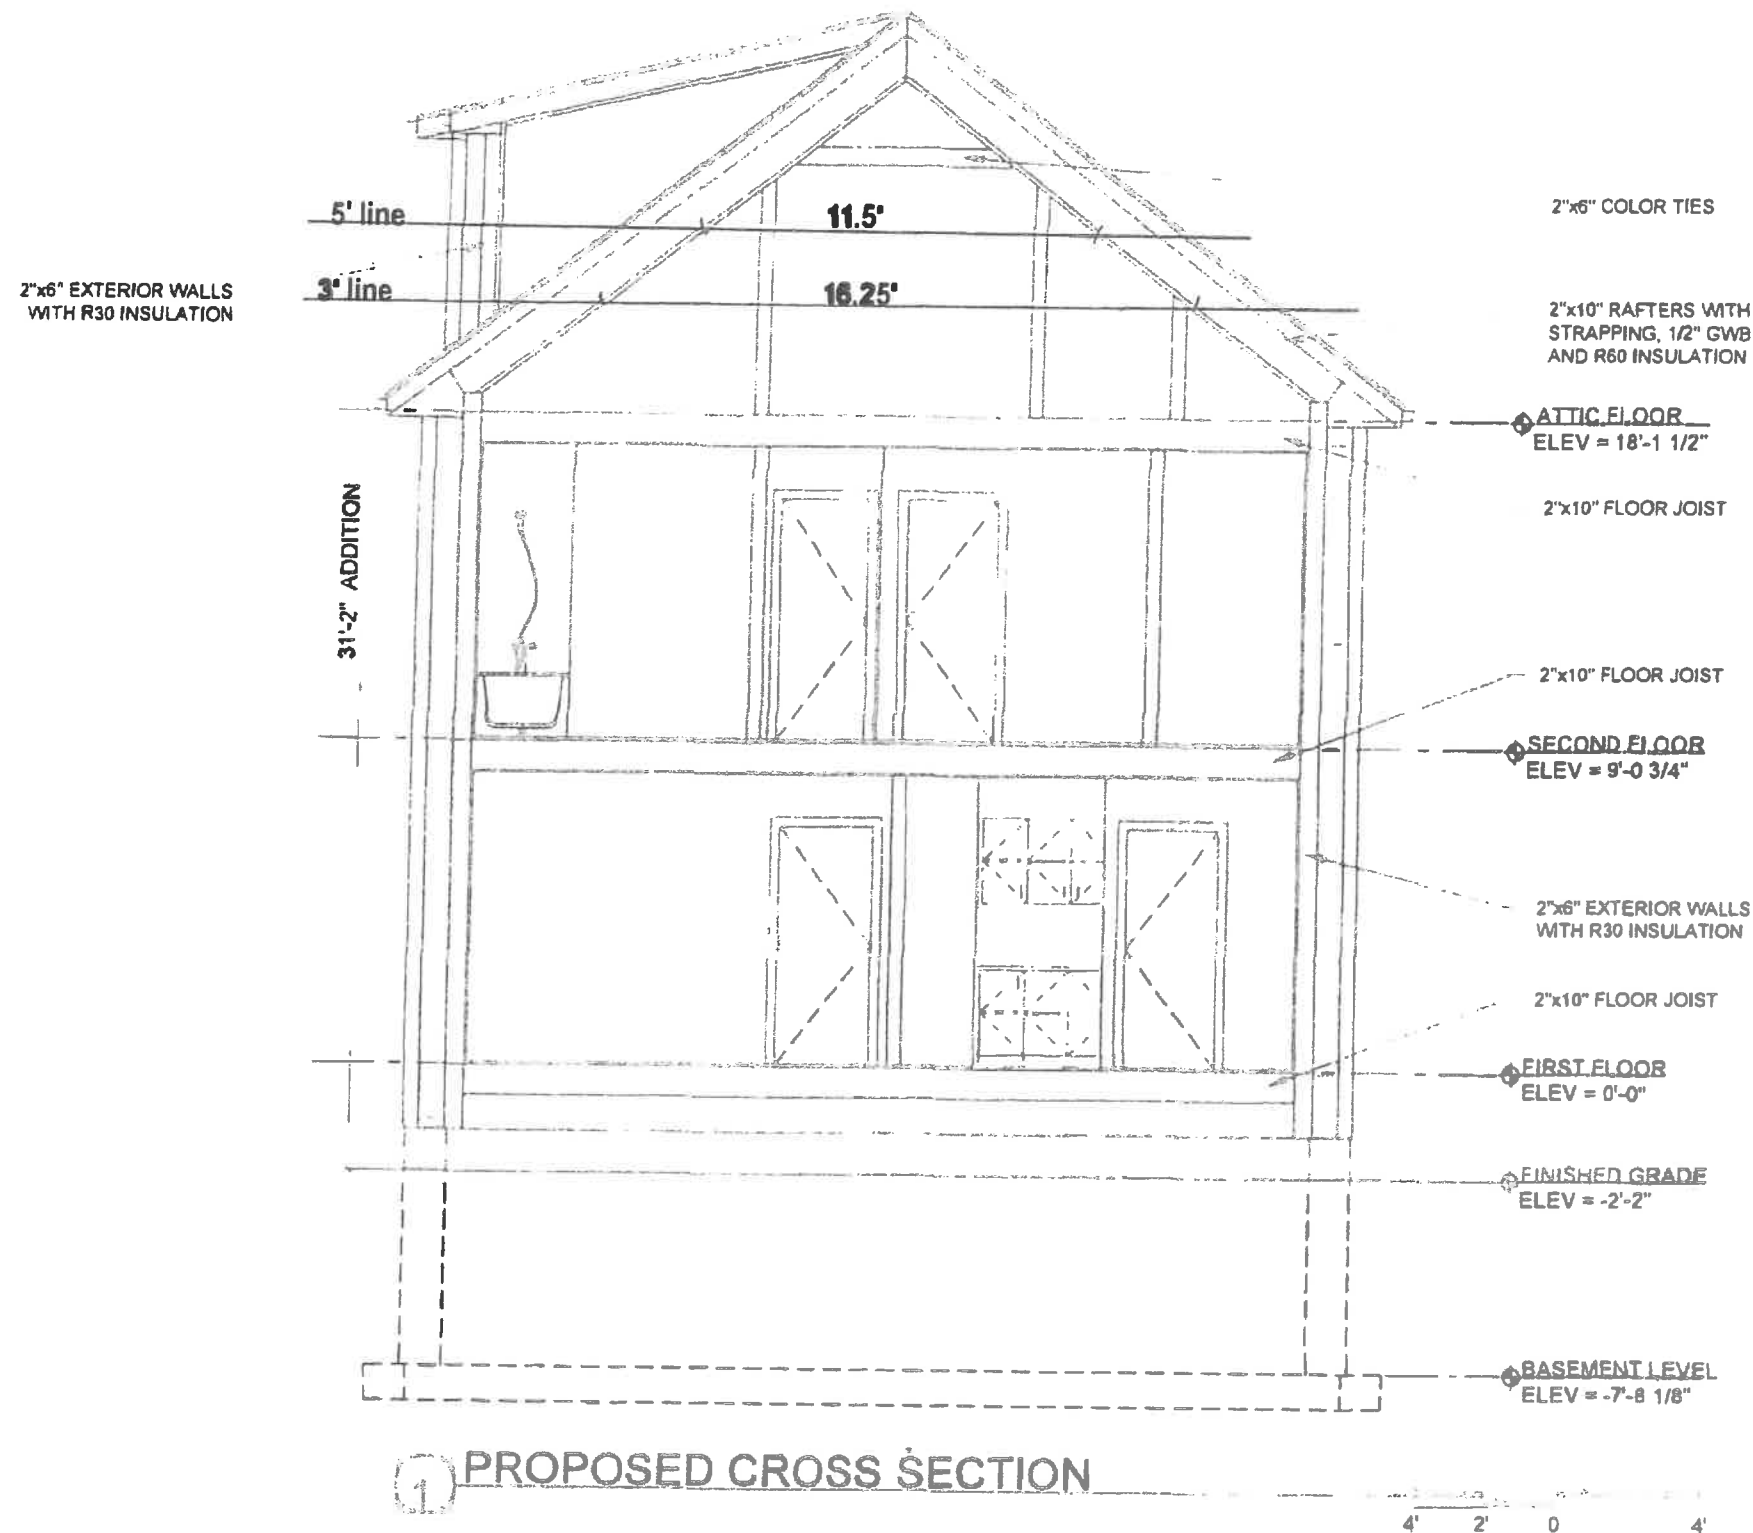 5' line
11.5'
2"x6" COLOR TIES
2"x6" EXTERIOR WALLS
WITH R30 INSULATION
3' line
16.25'
2"x10" RAFTERS WITH
STRAPPING, 1/2" GWB
AND R60 INSULATION
ATTIC FLOOR
ELEV = 18'-1 1/2"
31'-2" ADDITION
2"x10" FLOOR JOIST
2"x10" FLOOR JOIST
SECOND FLOOR
ELEV = 9'-0 3/4"
2"x6" EXTERIOR WALLS
WITH R30 INSULATION
2"x10" FLOOR JOIST
FIRST FLOOR
ELEV = 0'-0"
FINISHED GRADE
ELEV = -2'-2"
BASEMENT LEVEL
ELEV = -7'-8 1/8"
1 PROPOSED CROSS SECTION
4' 2' 0 4'